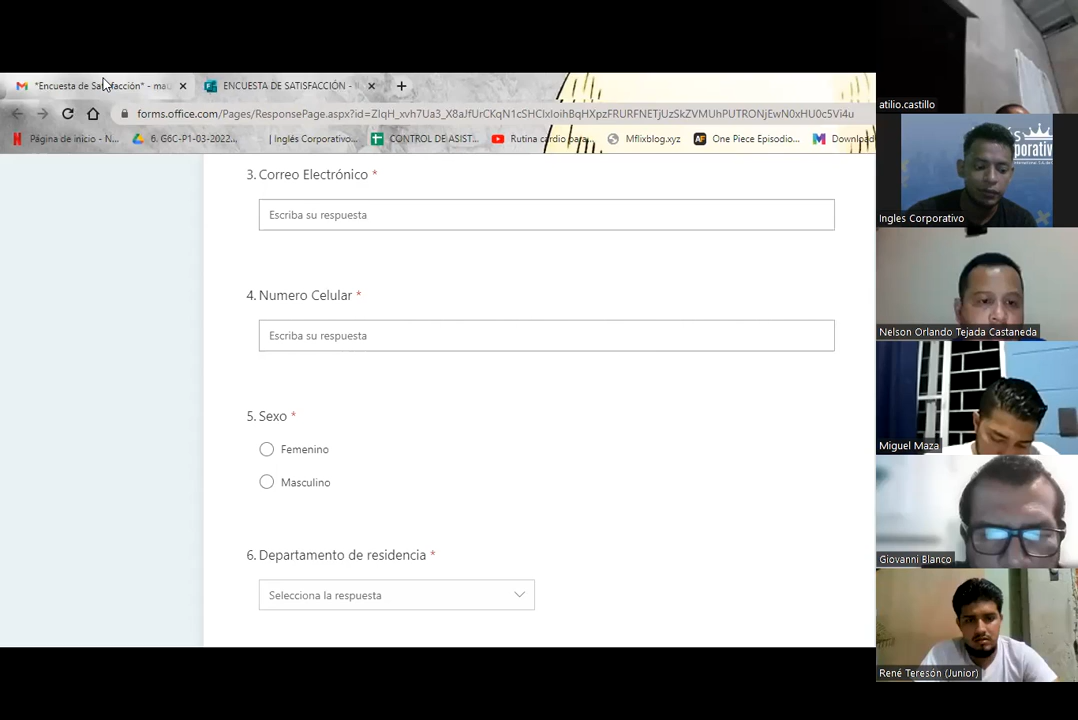 *Encuesta de Satisfacción* - mau
ENCUESTA DE SATISFACCIÓN -
forms.office.com/Pages/ResponsePage.aspx?id=ZIqH_xvh7Ua3_X8aJfUrCKqN1cSHClxIoihBqHXpzFRURFNETjUzSkZVMUhPUTRONjEwN0xHU0c5Vi4u
Página de inicio - N...
6. G6C-P1-03-2022...
| Inglés Corporativo...
CONTROL DE ASIST...
Rutina cardio para...
Mflixblog.xyz
One Piece Episodio...
Download
3. Correo Electrónico *
Escriba su respuesta
4. Numero Celular *
Escriba su respuesta
5. Sexo *
Femenino
Masculino
6. Departamento de residencia *
Selecciona la respuesta
atilio.castillo
Ingles Corporativo
Nelson Orlando Tejada Castaneda
Miguel Maza
Giovanni Blanco
René Teresón (Junior)